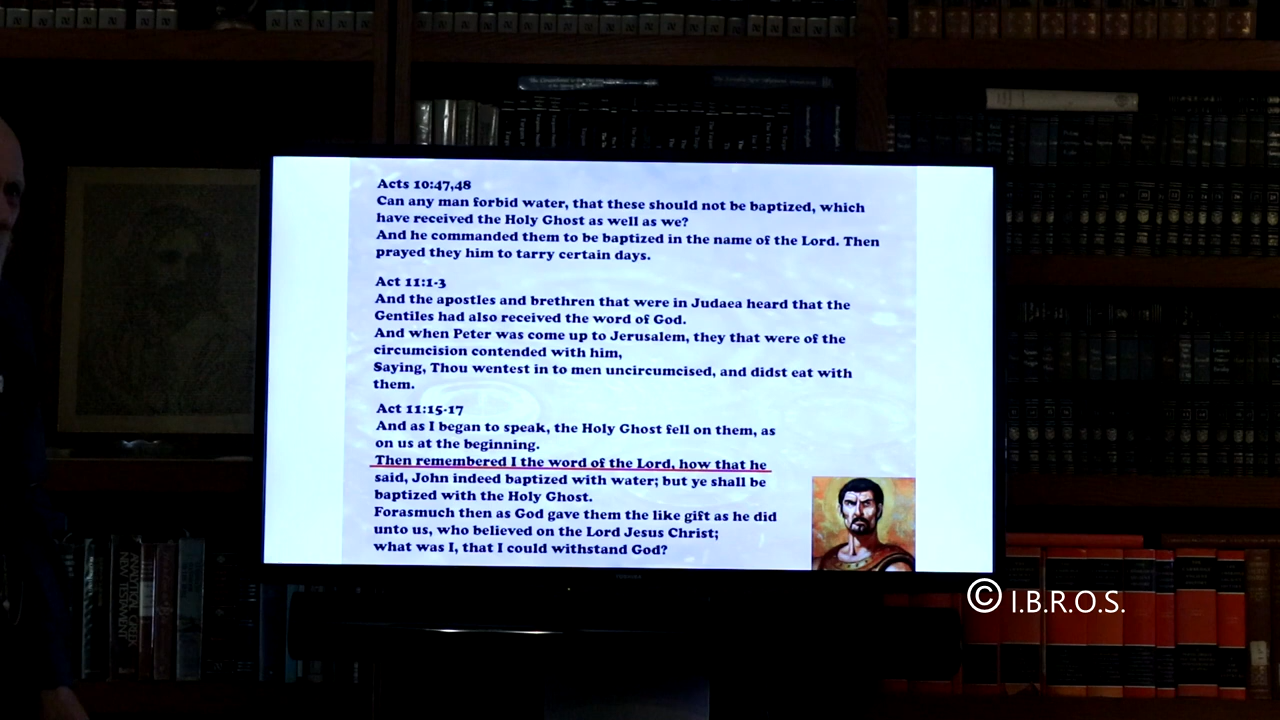 Acts 10:47,48
Can any man forbid water, that these should not be baptized, which
have received the Holy Ghost as well as we?
And he commanded them to be baptized in the name of the Lord. Then
prayed they him to tarry certain days.
Act 11:1-3
And the apostles and brethren that were in Judaea heard that the
Gentiles had also received the word of God.
And when Peter was come up to Jerusalem, they that were of the
circumcision contended with him,
Saying, Thou wentest in to men uncircumcised, and didst eat with
them.
Act 11:15-17
And as I began to speak, the Holy Ghost fell on them, as
on us at the beginning.
Then remembered I the word of the Lord, how that he
said, John indeed baptized with water; but ye shall be
baptized with the Holy Ghost.
Forasmuch then as God gave them the like gift as he did
unto us, who believed on the Lord Jesus Christ;
what was I, that I could withstand God?
ANALYTICAL GREEK
NEW TESTAMENT
© I.B.R.O.S.